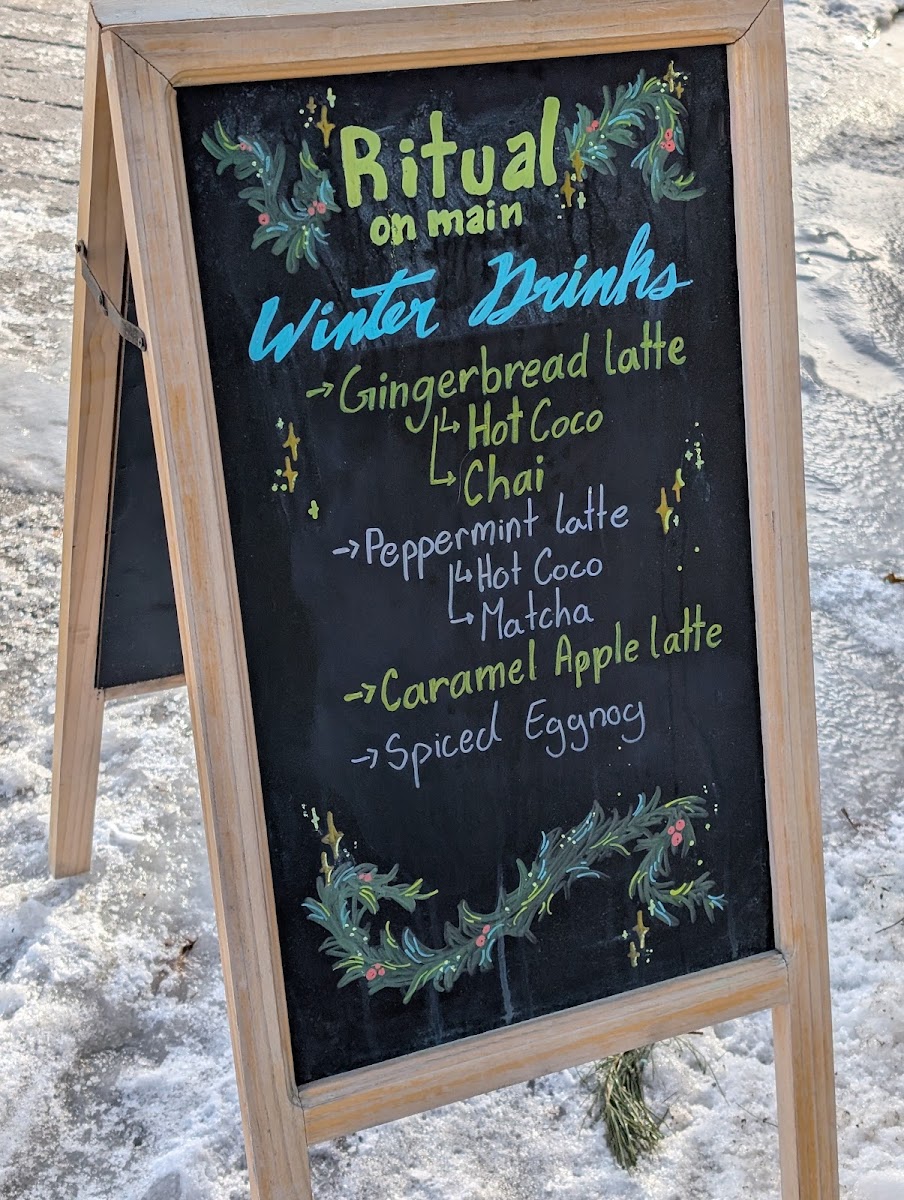 Ritual
on main
Winter Drinks
→ Gingerbread latte
↳ Hot Coco
↳ Chai
→ Peppermint latte
↳ Hot Coco
↳ Matcha
→ Caramel Apple latte
→ Spiced Eggnog